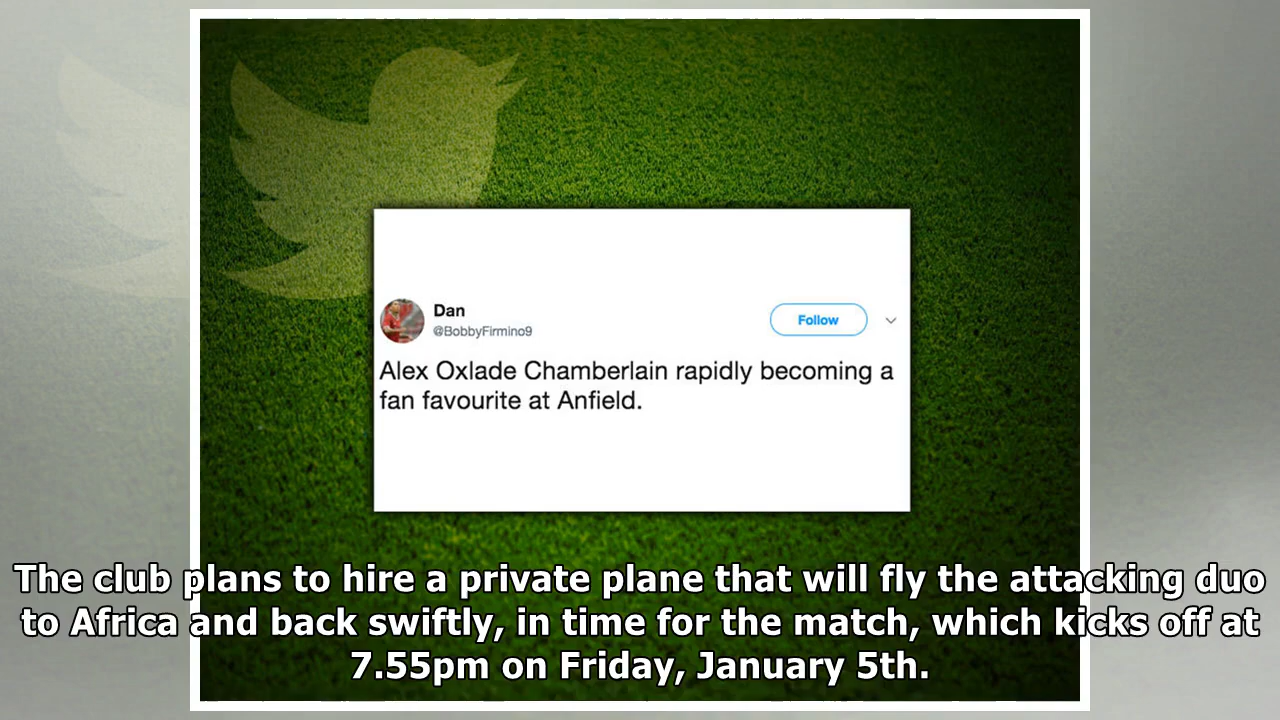 Dan
@BobbyFirmino9
Follow
Alex Oxlade Chamberlain rapidly becoming a
fan favourite at Anfield.
The club plans to hire a private plane that will fly the attacking duo
to Africa and back swiftly, in time for the match, which kicks off at
7.55pm on Friday, January 5th.